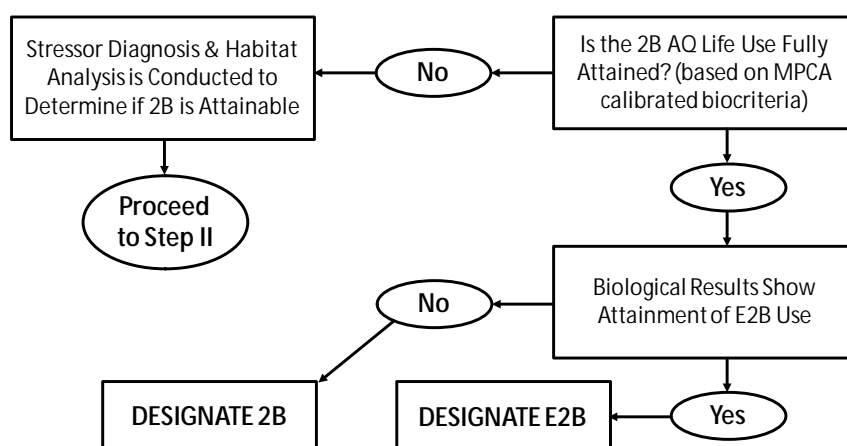 Stressor Diagnosis & Habitat
Analysis is Conducted to
Determine if 2B is Attainable
No
Is the 2B AQ Life Use Fully
Attained? (based on MPCA
calibrated biocriteria)
Yes
Proceed
to Step II
No
Biological Results Show
Attainment of E2B Use
DESIGNATE 2B
DESIGNATE E2B
Yes